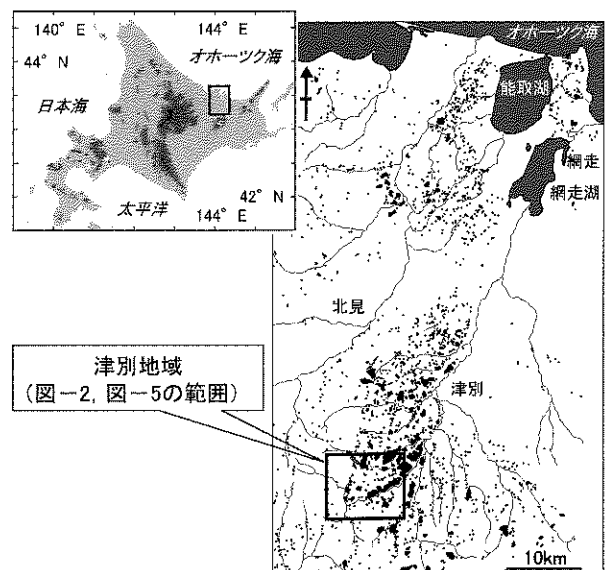 140° E
144° E
44° N
オホーツク海
日本海
太平洋
42° N
144° E
オホーツク海
能取湖
網走
網走湖
北見
津別
津別地域
(図－2, 図－5の範囲)
10km